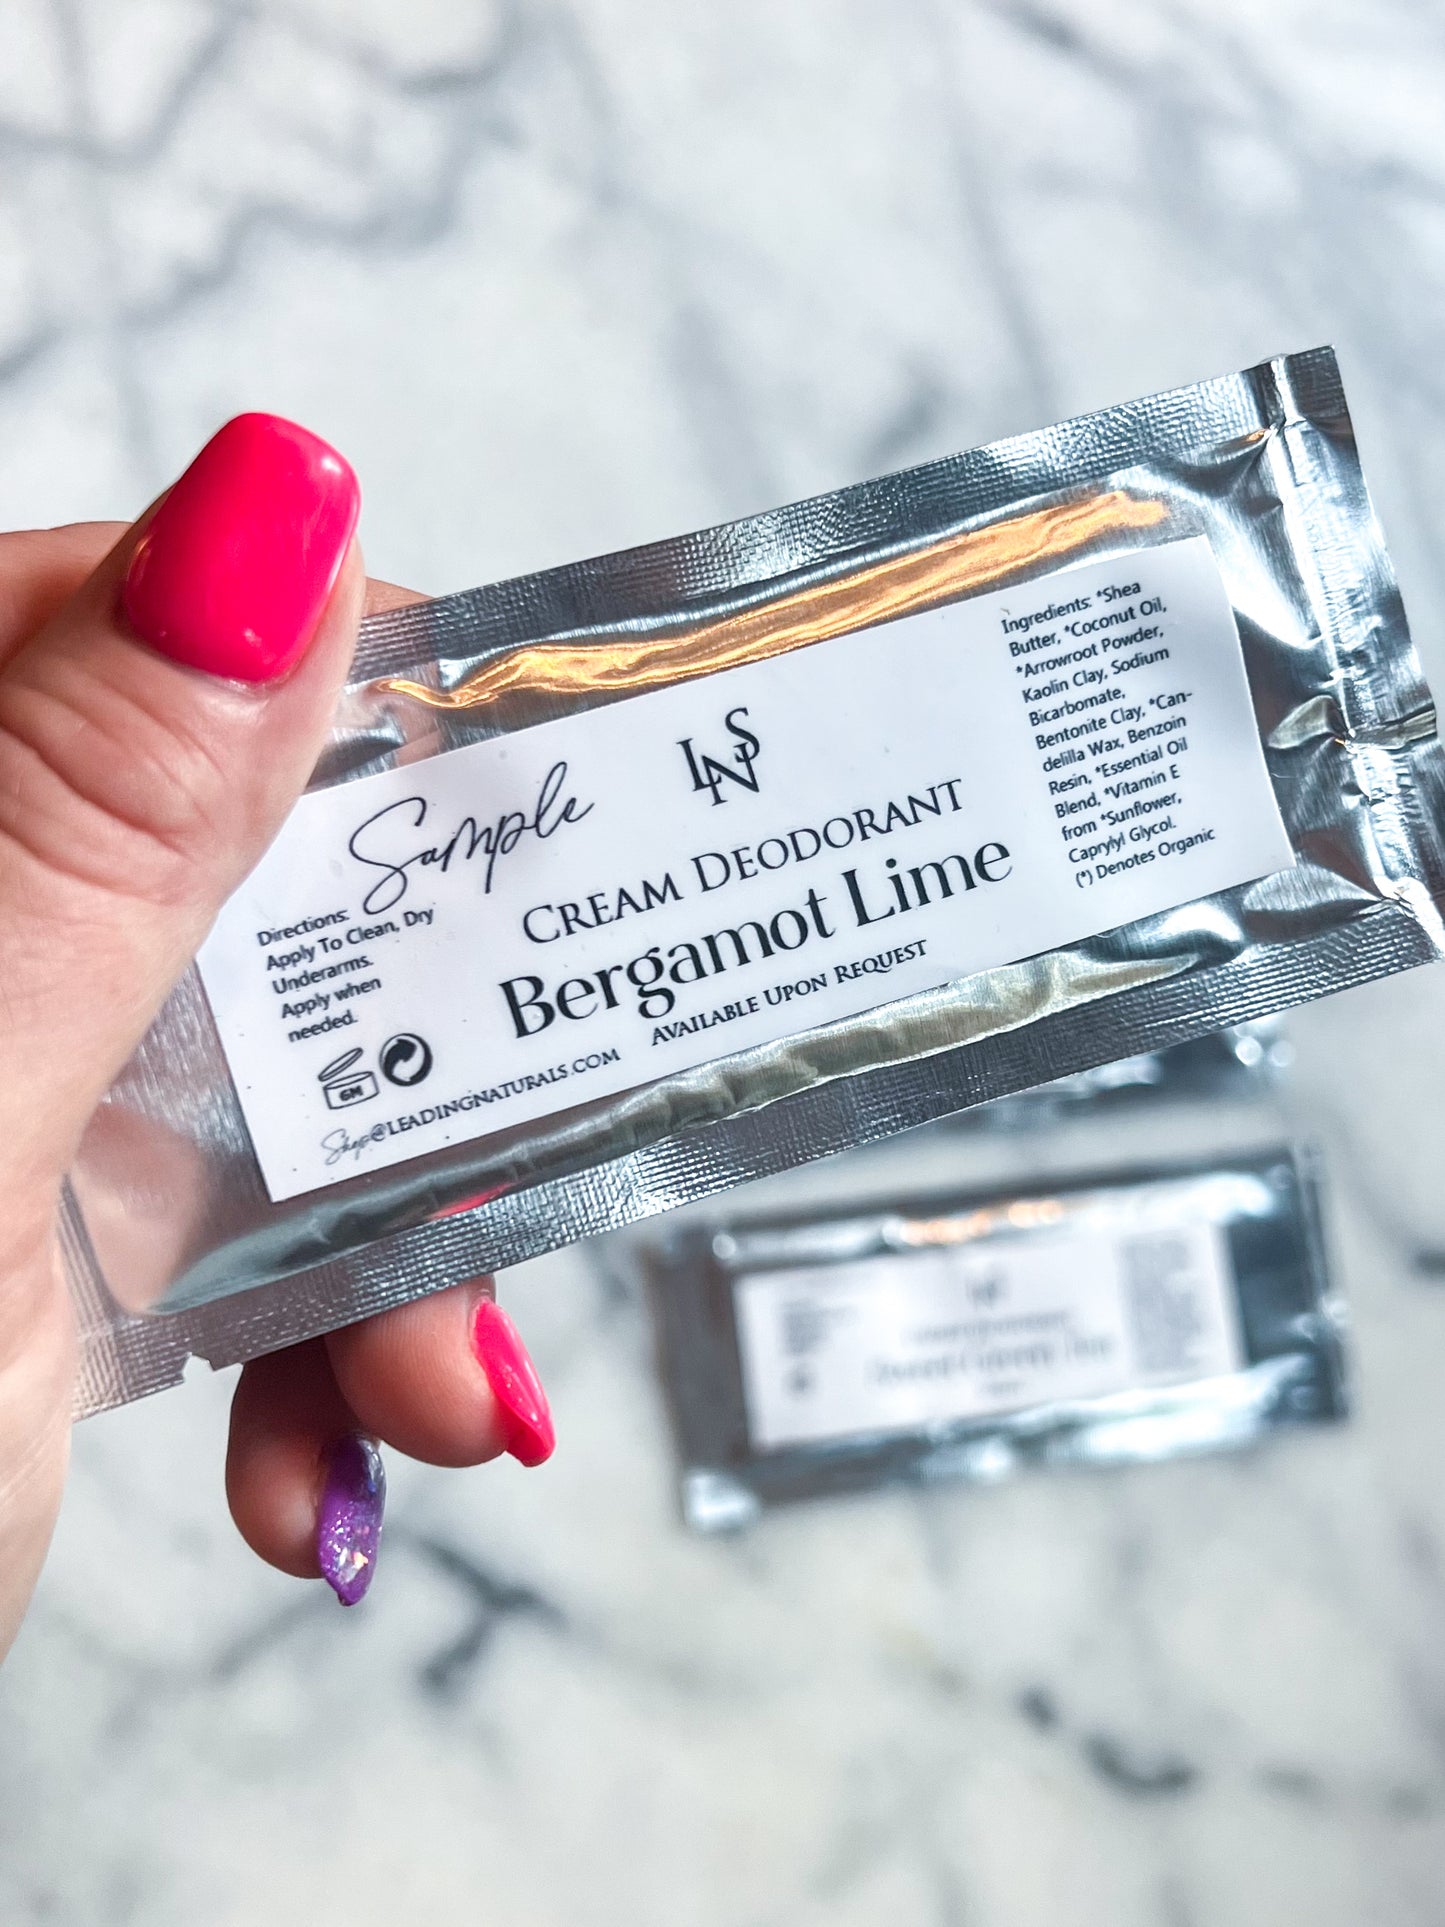 Sample
LNS
CREAM DEODORANT
Bergamot Lime
AVAILABLE UPON REQUEST
Directions:
Apply To Clean, Dry
Underarms.
Apply when
needed.
6M
Shop@LEADINGNATURALS.COM
Ingredients: *Shea
Butter, *Coconut Oil,
*Arrowroot Powder,
Kaolin Clay, Sodium
Bicarbomate,
Bentonite Clay, *Can-
delilla Wax, Benzoin
Resin, *Essential Oil
Blend, *Vitamin E
from *Sunflower,
Caprylyl Glycol.
(*) Denotes Organic